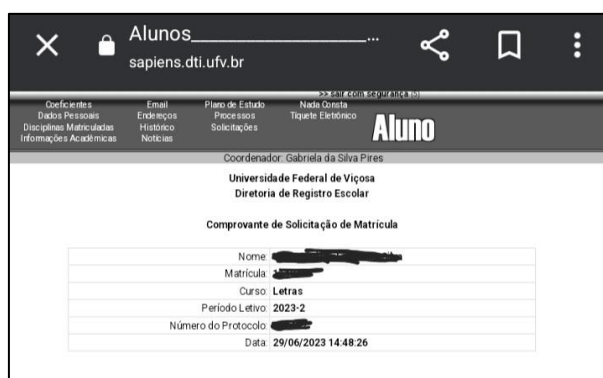 Alunos____________________...
sapiens.dti.ufv.br
>> sair com segurança
Coeficientes Email Plano de Estudo Nada Consta
Dados Pessoais Endereços Processos Tíquete Eletrônico
Disciplinas Matriculadas Histórico Solicitações
Informações Acadêmicas Notícias
Aluno
Coordenador: Gabriela da Silva Pires
Universidade Federal de Viçosa
Diretoria de Registro Escolar
Comprovante de Solicitação de Matrícula
Nome:
Matrícula:
Curso: Letras
Período Letivo: 2023-2
Número do Protocolo:
Data: 29/06/2023 14:48:26